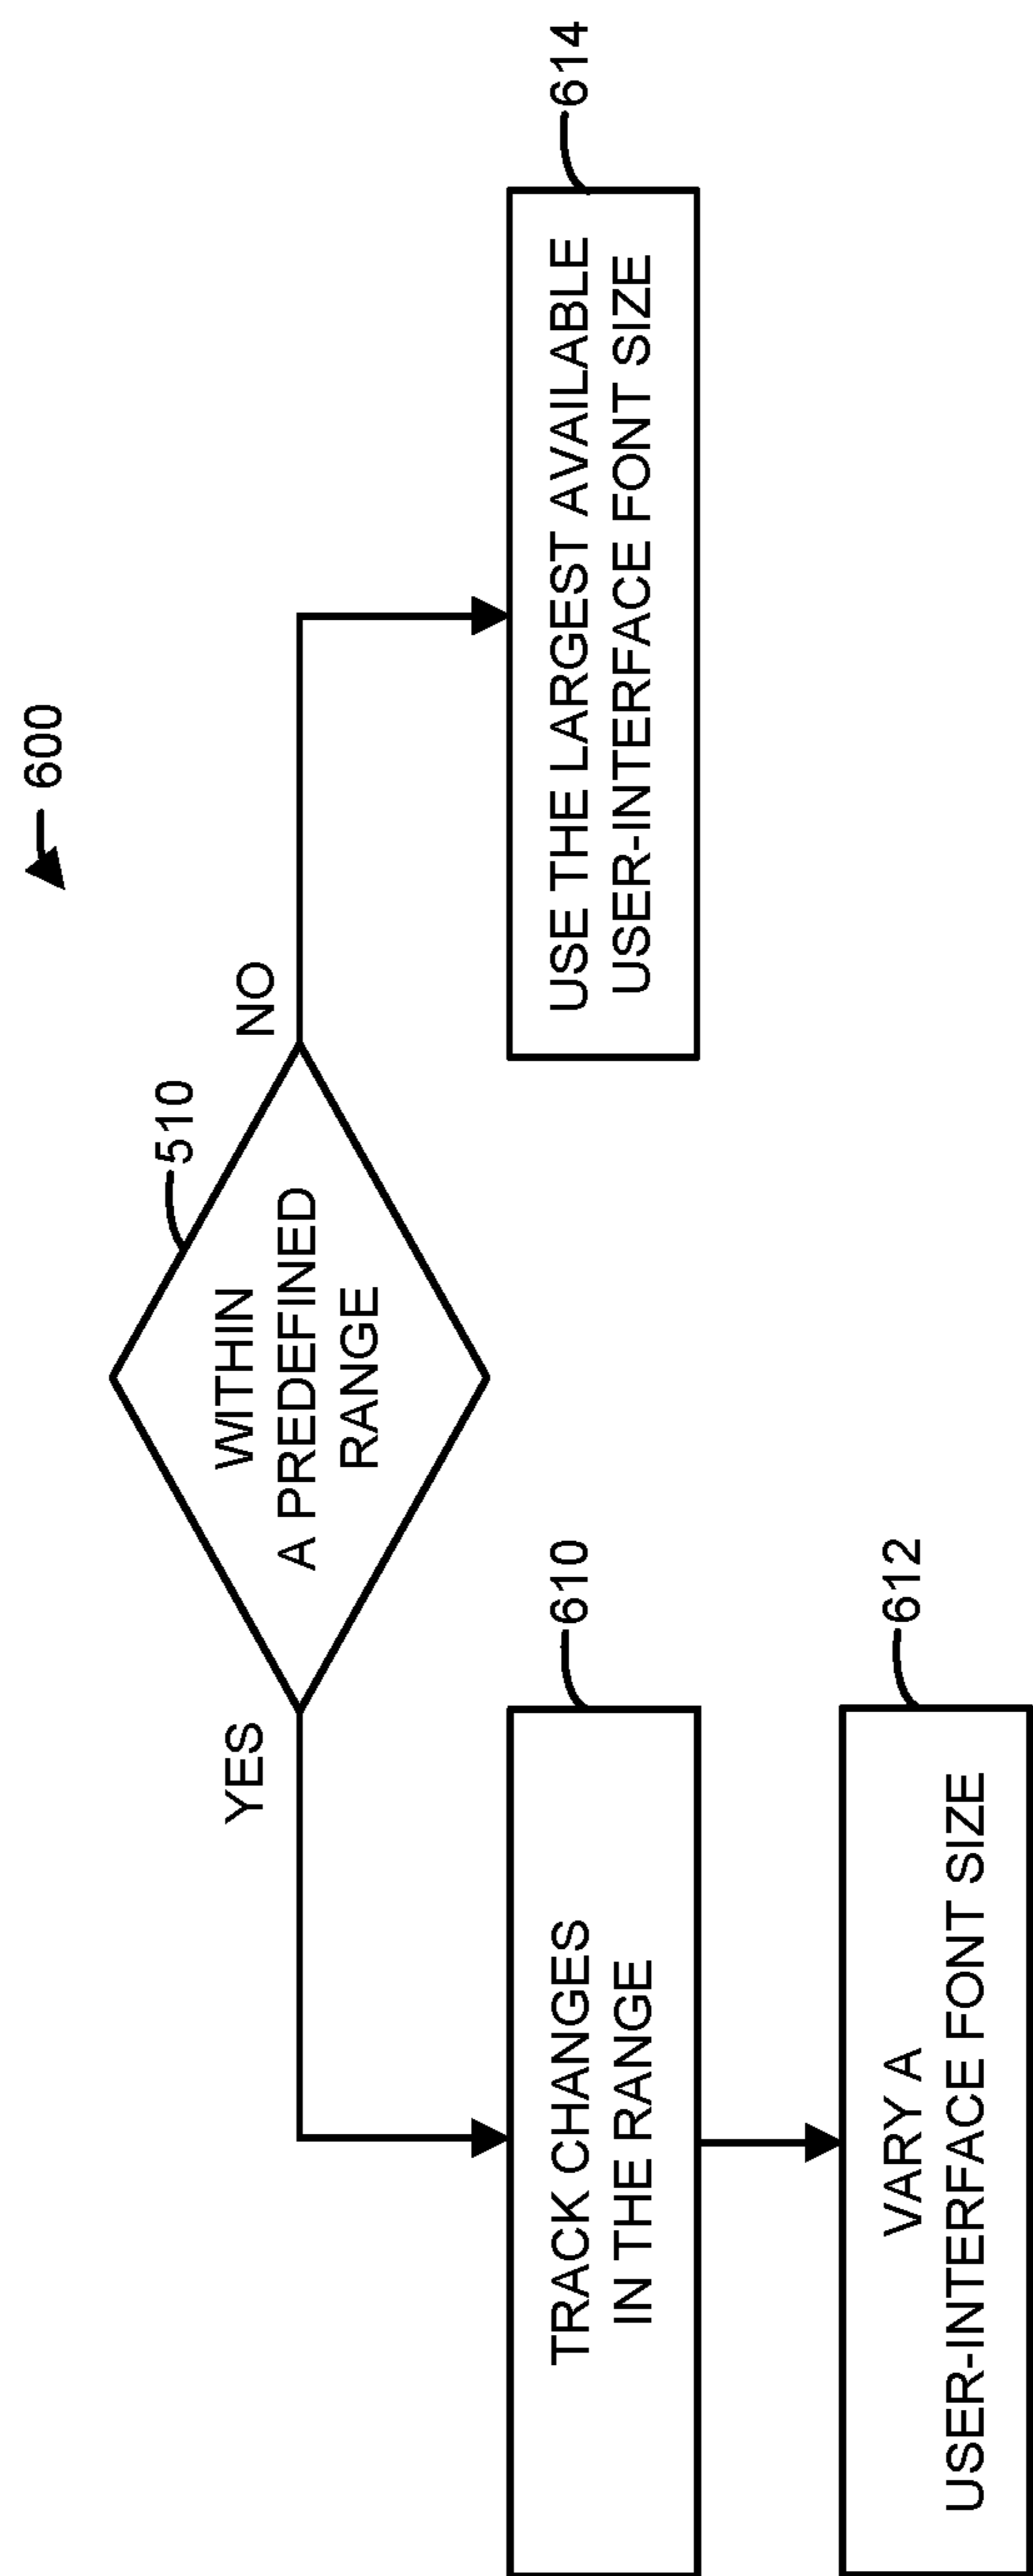 600
510
WITHIN
A PREDEFINED
RANGE
YES
NO
610
TRACK CHANGES
IN THE RANGE
614
USE THE LARGEST AVAILABLE
USER-INTERFACE FONT SIZE
612
VARY A
USER-INTERFACE FONT SIZE